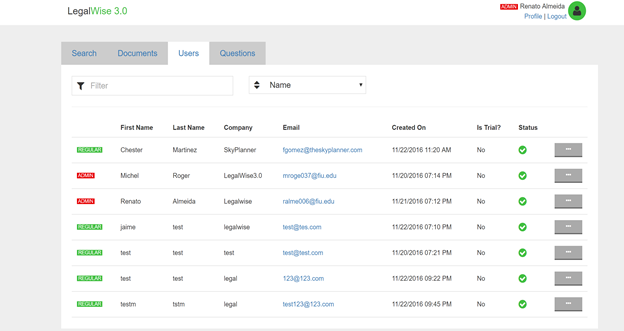 LegalWise 3.0
ADMIN Renato Almeida
Profile | Logout
Search Documents Users Questions
Filter Name
First Name Last Name Company Email Created On Is Trial? Status
REGULAR Chester Martinez SkyPlanner fgomez@theskyplanner.com 11/22/2016 11:20 AM No
ADMIN Michel Roger LegalWise3.0 mroge037@fiu.edu 11/20/2016 07:14 PM No
ADMIN Renato Almeida Legalwise ralme006@fiu.edu 11/21/2016 07:12 PM No
REGULAR jaime test legalwise test@tes.com 11/22/2016 07:10 PM No
REGULAR test test test test@test.com 11/20/2016 07:21 PM No
REGULAR test test legal 123@123.com 11/22/2016 09:22 PM No
REGULAR testrn tstrn legal test123@123.com 11/22/2016 09:45 PM No